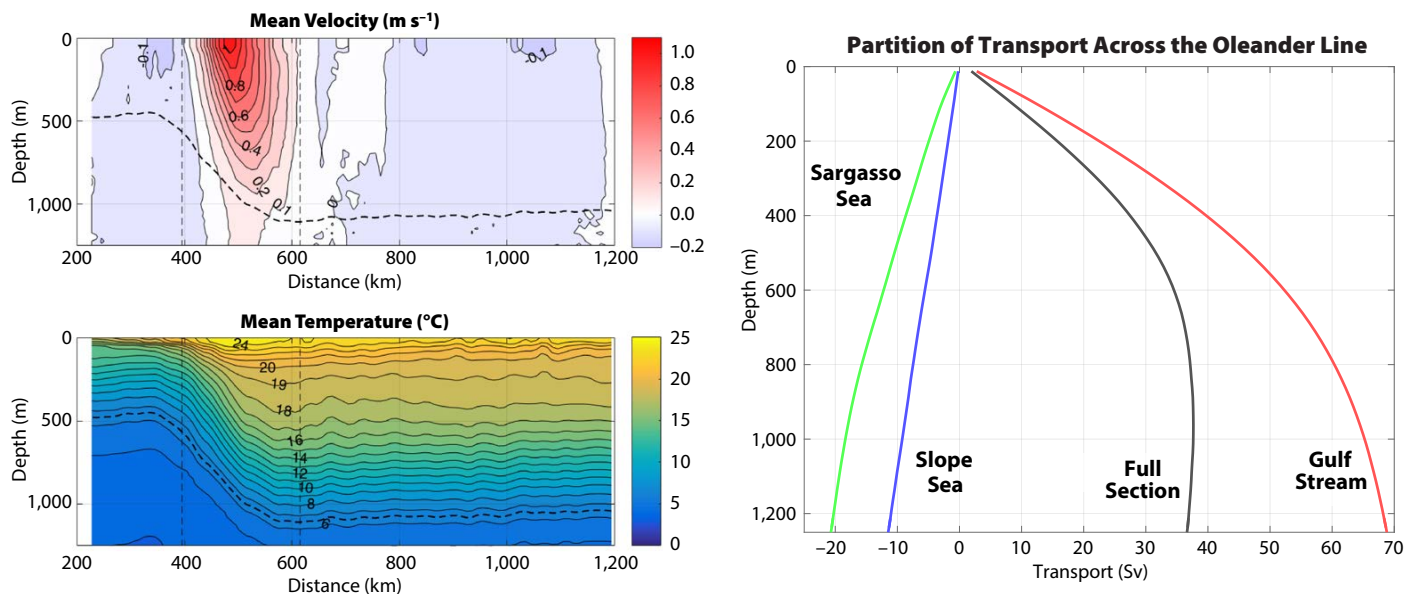 Mean Velocity (m s⁻¹)
0
500
1,000
Depth (m)
-0.1
0.8
0.6
0.4
0.2
0.1
0
-0.1
200 400 600 800 1,000 1,200
Distance (km)
1.0
0.8
0.6
0.4
0.2
0.0
−0.2
Mean Temperature (°C)
0
500
1,000
Depth (m)
24
20
19
18
16
14
12
10
8
6
200 400 600 800 1,000 1,200
Distance (km)
25
20
15
10
5
0
Partition of Transport Across the Oleander Line
0
200
400
600
800
1,000
1,200
Depth (m)
Sargasso
Sea
Slope
Sea
Full
Section
Gulf
Stream
−20 −10 0 10 20 30 40 50 60 70
Transport (Sv)